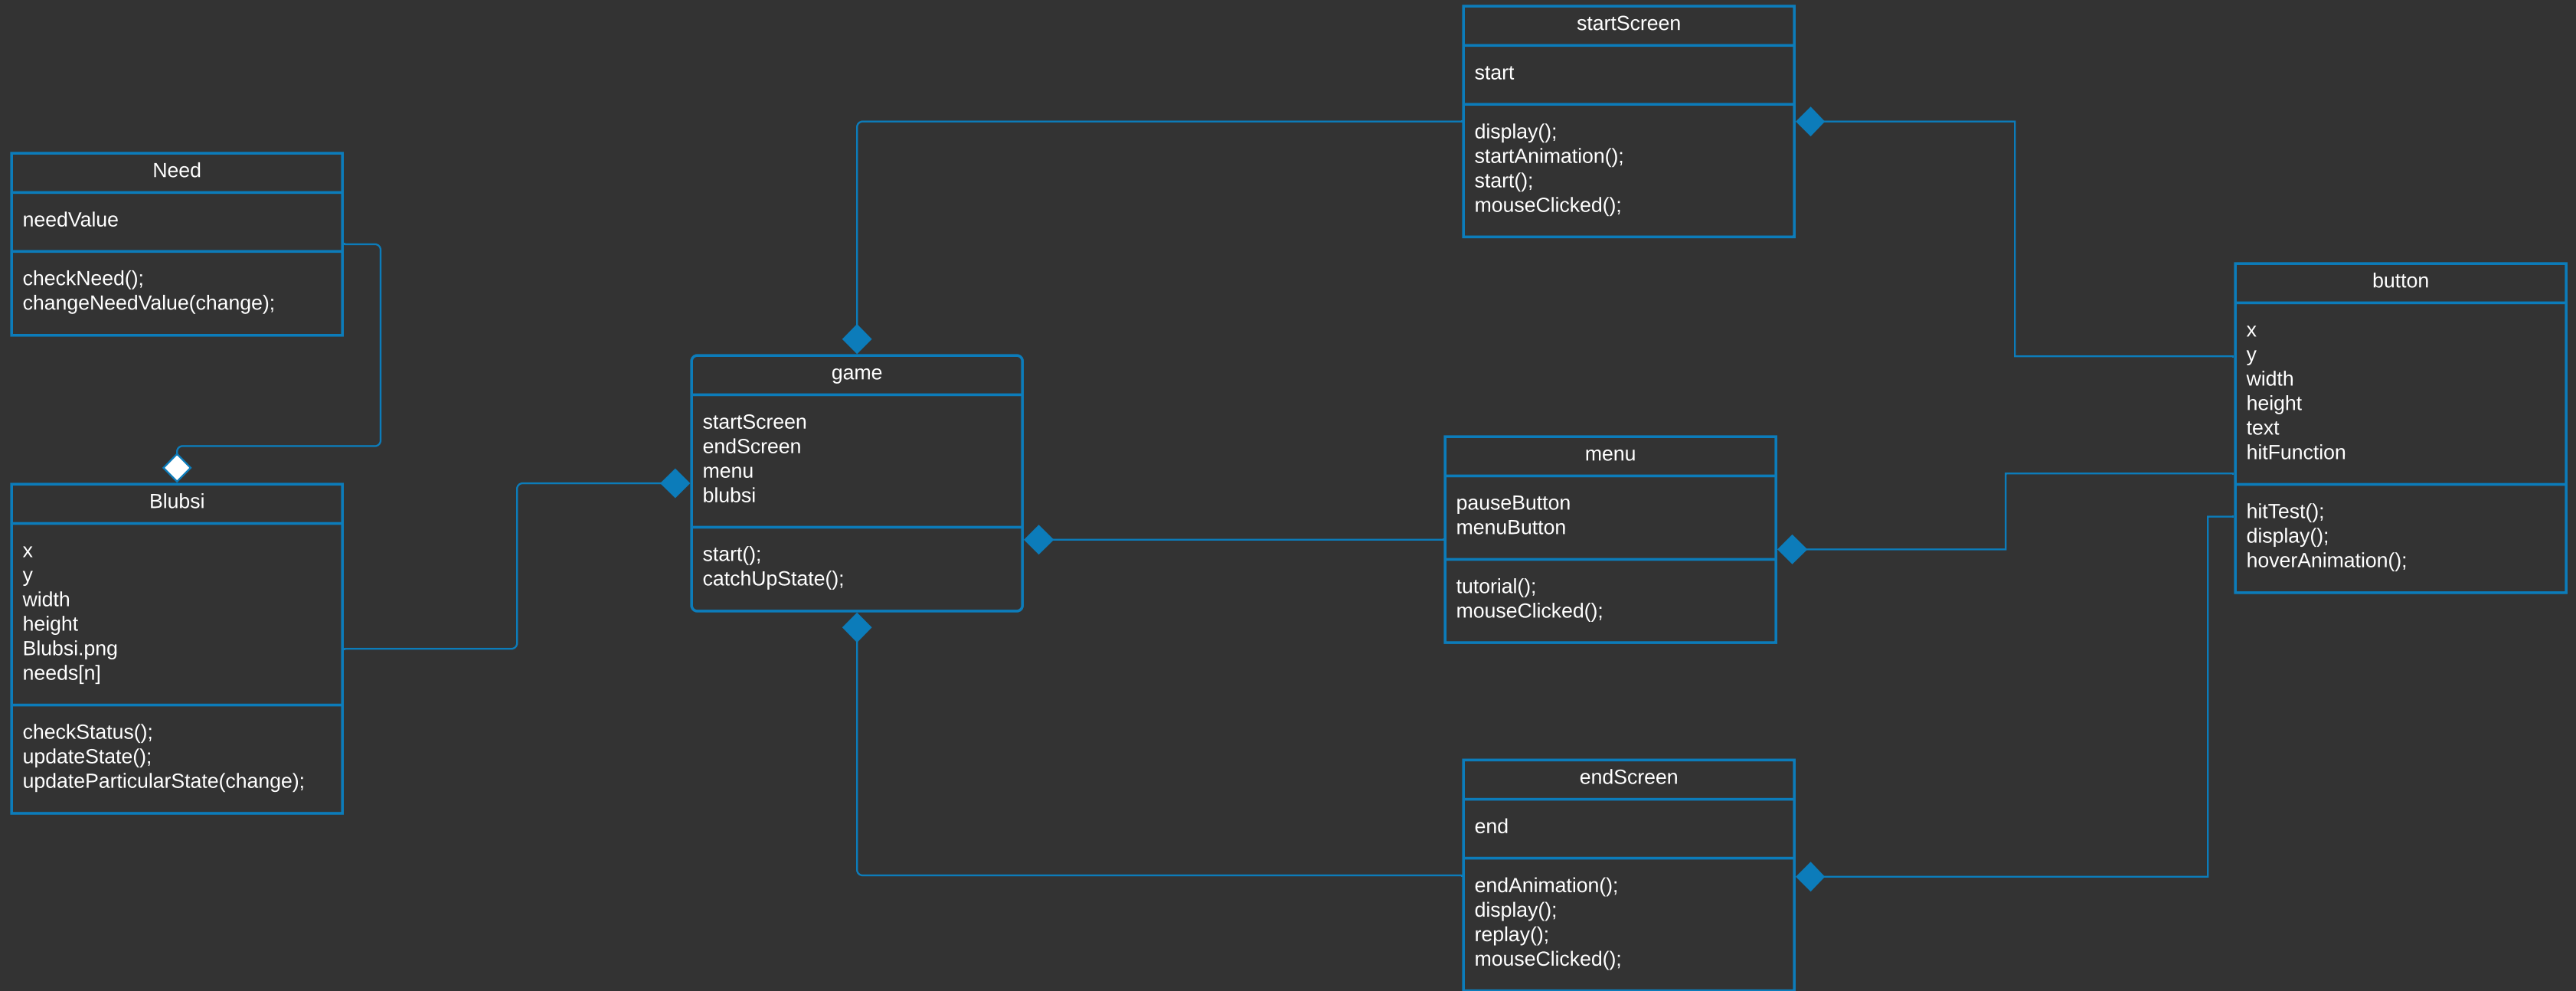 Need
needValue
checkNeed();
changeNeedValue(change);
Blubsi
x
y
width
height
Blubsi.png
needs[n]
checkStatus();
updateState();
updateParticularState(change);
game
startScreen
endScreen
menu
blubsi
start();
catchUpState();
startScreen
start
display();
startAnimation();
start();
mouseClicked();
menu
pauseButton
menuButton
tutorial();
mouseClicked();
endScreen
end
endAnimation();
display();
replay();
mouseClicked();
button
x
y
width
height
text
hitFunction
hitTest();
display();
hoverAnimation();